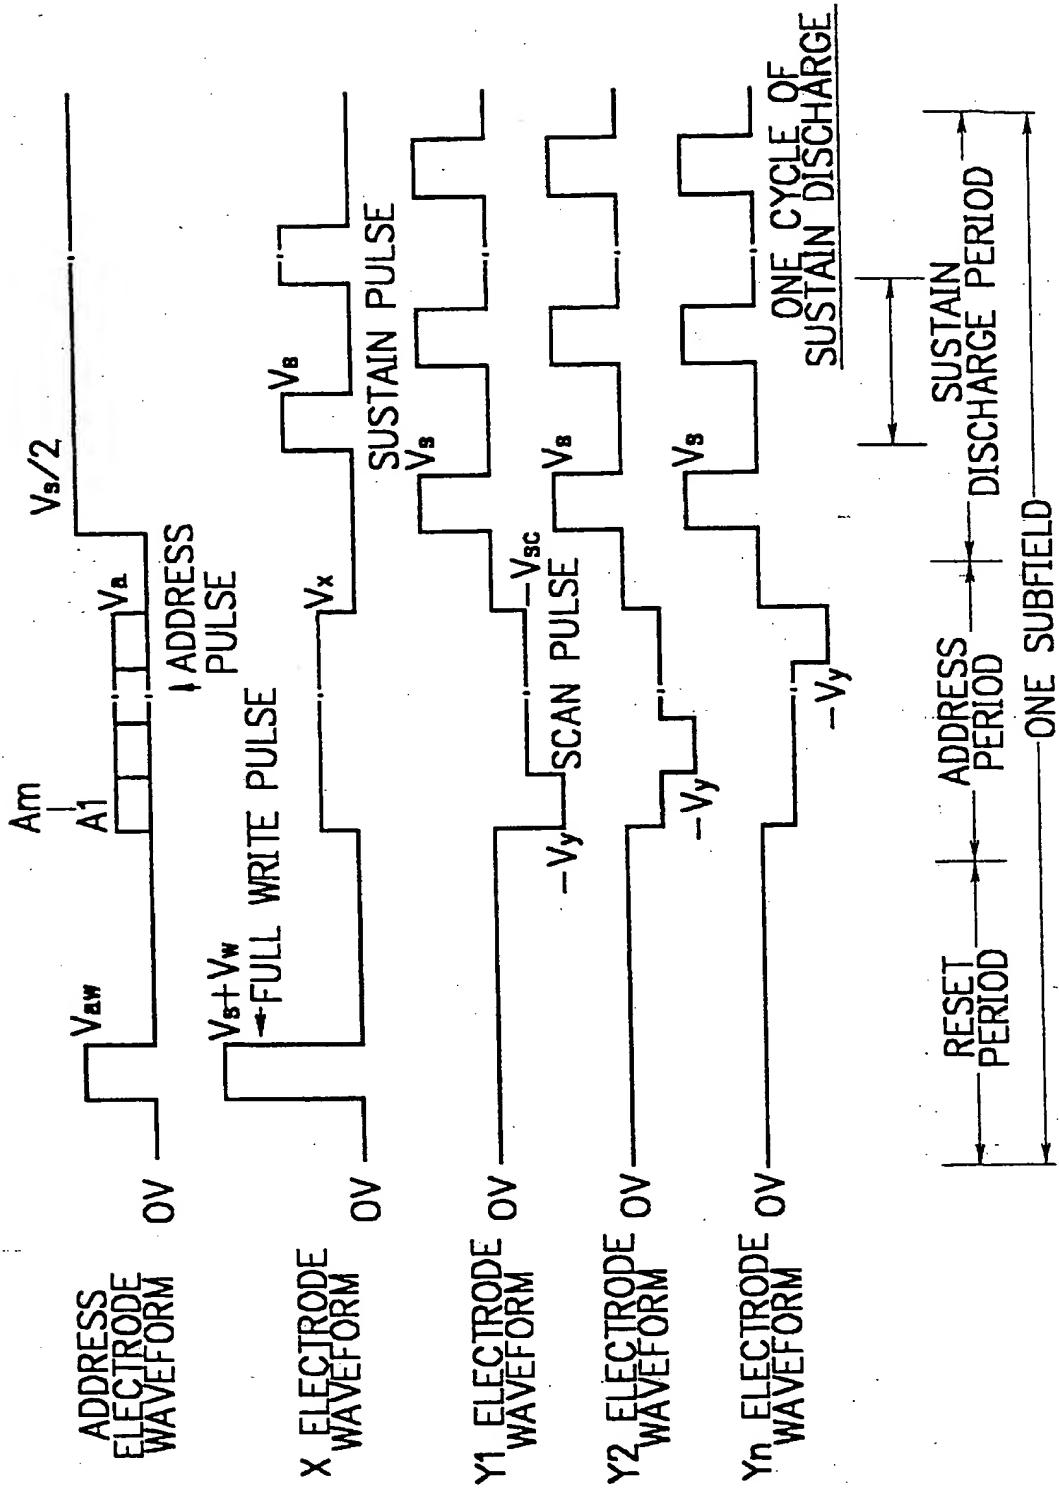 ADDRESS
ELECTRODE
WAVEFORM
0V
Vaw
Am
A1
Va
ADDRESS
PULSE
Vs/2
X ELECTRODE
WAVEFORM
0V
Vs+Vw
FULL WRITE PULSE
Vx
Vs
SUSTAIN PULSE
Y1 ELECTRODE
WAVEFORM
0V
-Vy
SCAN PULSE
-Vsc
Vs
Y2 ELECTRODE
WAVEFORM
0V
-Vy
Vs
Yn ELECTRODE
WAVEFORM
0V
-Vy
Vs
ONE CYCLE OF
SUSTAIN DISCHARGE
RESET
PERIOD
ADDRESS
PERIOD
SUSTAIN
DISCHARGE PERIOD
ONE SUBFIELD